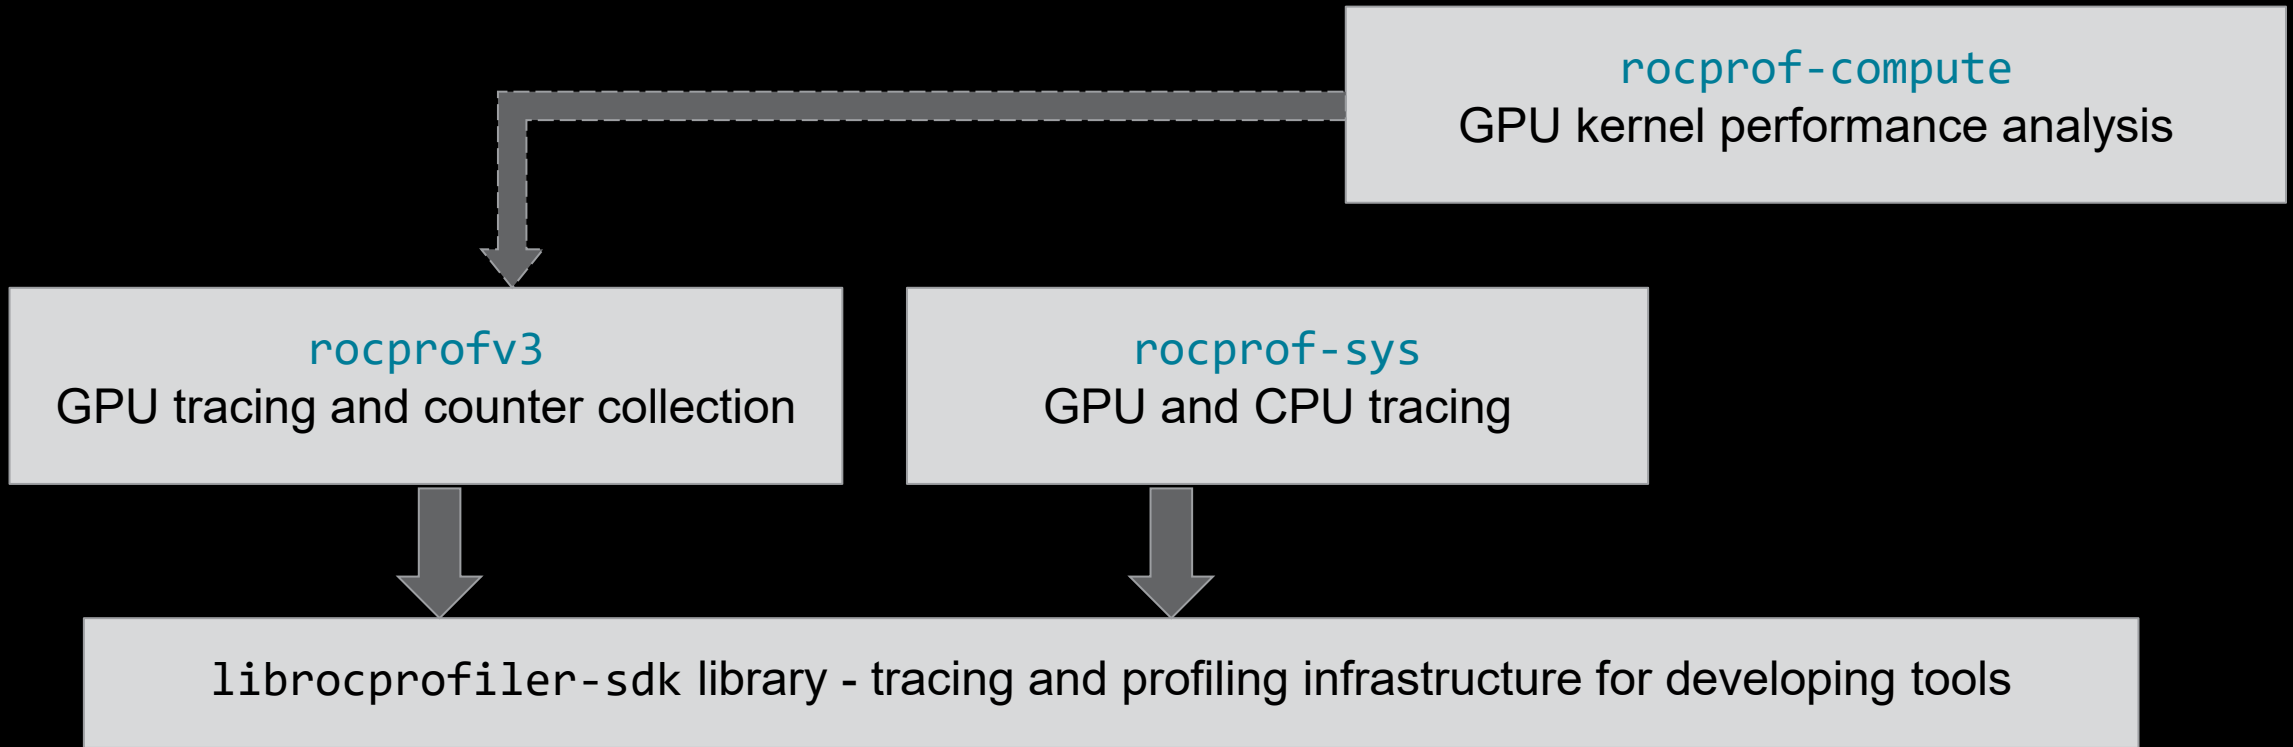 rocprof-compute
GPU kernel performance analysis
rocprofv3
GPU tracing and counter collection
rocprof-sys
GPU and CPU tracing
librocprofiler-sdk library - tracing and profiling infrastructure for developing tools